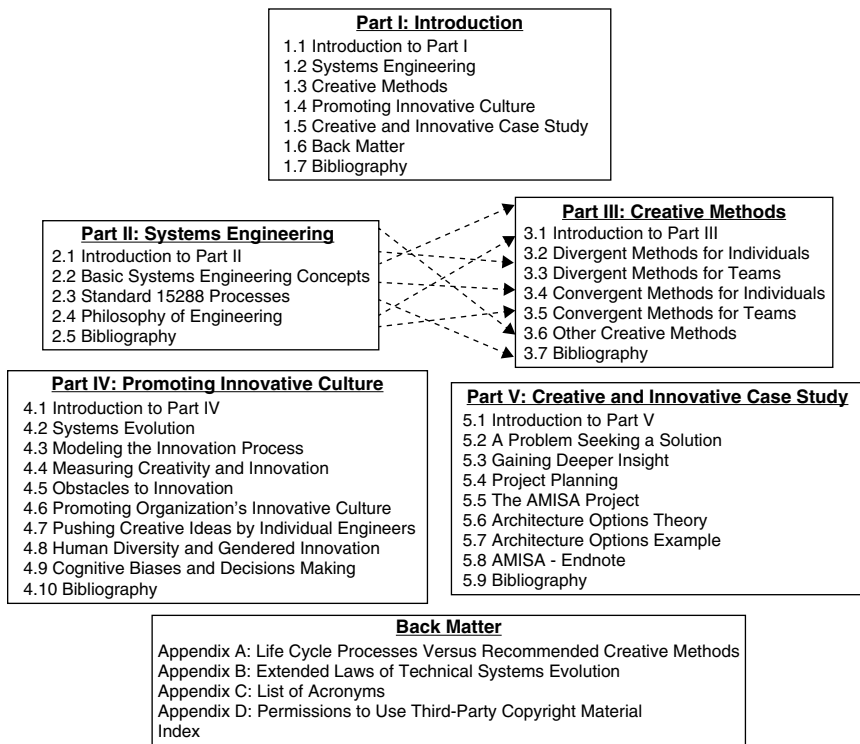 Part I: Introduction
1.1 Introduction to Part I
1.2 Systems Engineering
1.3 Creative Methods
1.4 Promoting Innovative Culture
1.5 Creative and Innovative Case Study
1.6 Back Matter
1.7 Bibliography
Part II: Systems Engineering
2.1 Introduction to Part II
2.2 Basic Systems Engineering Concepts
2.3 Standard 15288 Processes
2.4 Philosophy of Engineering
2.5 Bibliography
Part III: Creative Methods
3.1 Introduction to Part III
3.2 Divergent Methods for Individuals
3.3 Divergent Methods for Teams
3.4 Convergent Methods for Individuals
3.5 Convergent Methods for Teams
3.6 Other Creative Methods
3.7 Bibliography
Part IV: Promoting Innovative Culture
4.1 Introduction to Part IV
4.2 Systems Evolution
4.3 Modeling the Innovation Process
4.4 Measuring Creativity and Innovation
4.5 Obstacles to Innovation
4.6 Promoting Organization's Innovative Culture
4.7 Pushing Creative Ideas by Individual Engineers
4.8 Human Diversity and Gendered Innovation
4.9 Cognitive Biases and Decisions Making
4.10 Bibliography
Part V: Creative and Innovative Case Study
5.1 Introduction to Part V
5.2 A Problem Seeking a Solution
5.3 Gaining Deeper Insight
5.4 Project Planning
5.5 The AMISA Project
5.6 Architecture Options Theory
5.7 Architecture Options Example
5.8 AMISA - Endnote
5.9 Bibliography
Back Matter
Appendix A: Life Cycle Processes Versus Recommended Creative Methods
Appendix B: Extended Laws of Technical Systems Evolution
Appendix C: List of Acronyms
Appendix D: Permissions to Use Third-Party Copyright Material
Index